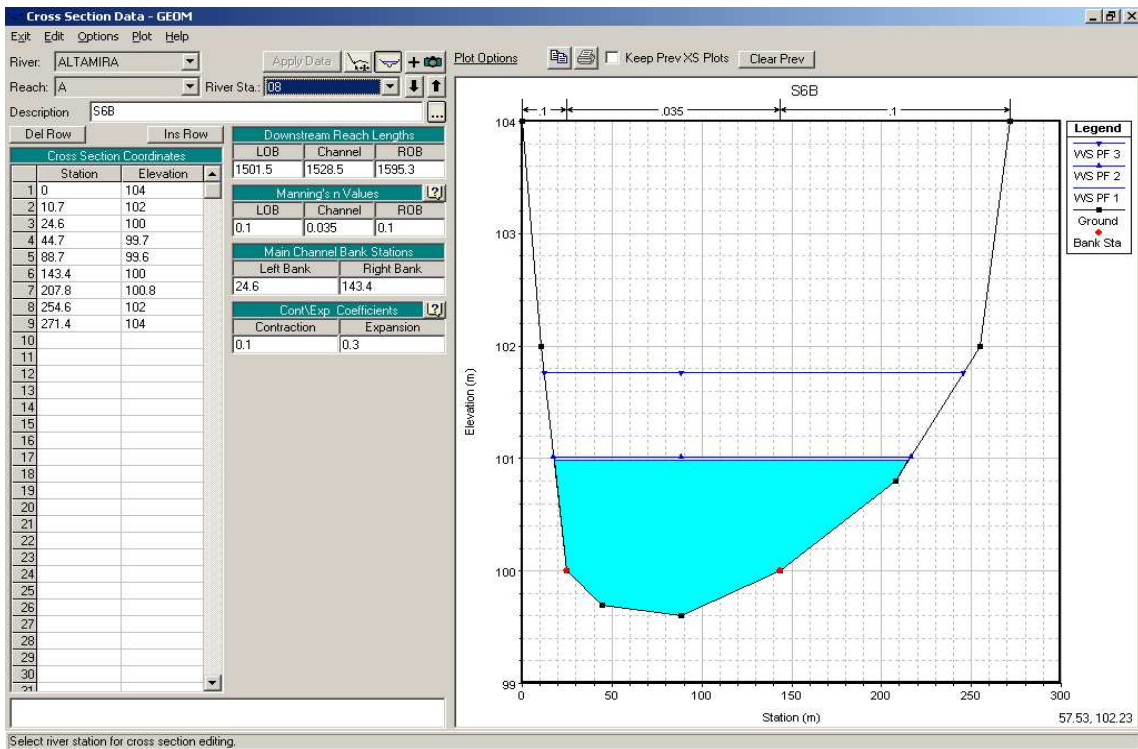 Cross Section Data - GEOM
Exit Edit Options Plot Help
River: ALTAMIRA Apply Data
Reach: A River Sta.: 08
Description S6B ...
Del Row Ins Row
Cross Section Coordinates
Station Elevation
1 0 104
2 10.7 102
3 24.6 100
4 44.7 99.7
5 88.7 99.6
6 143.4 100
7 207.8 100.8
8 254.6 102
9 271.4 104
10
11
12
13
14
15
16
17
18
19
20
21
22
23
24
25
26
27
28
29
30
31
Downstream Reach Lengths
LOB Channel ROB
1501.5 1528.5 1595.3
Manning's n Values ?
LOB Channel ROB
0.1 0.035 0.1
Main Channel Bank Stations
Left Bank Right Bank
24.6 143.4
Cont\Exp Coefficients ?
Contraction Expansion
0.1 0.3
Plot Options Keep Prev XS Plots Clear Prev
S6B
.1 .035 .1
104
103
102
101
100
99
Elevation (m)
0 50 100 150 200 250 300
Station (m)
57.53, 102.23
Legend
WS PF 3
WS PF 2
WS PF 1
Ground
Bank Sta
Select river station for cross section editing.